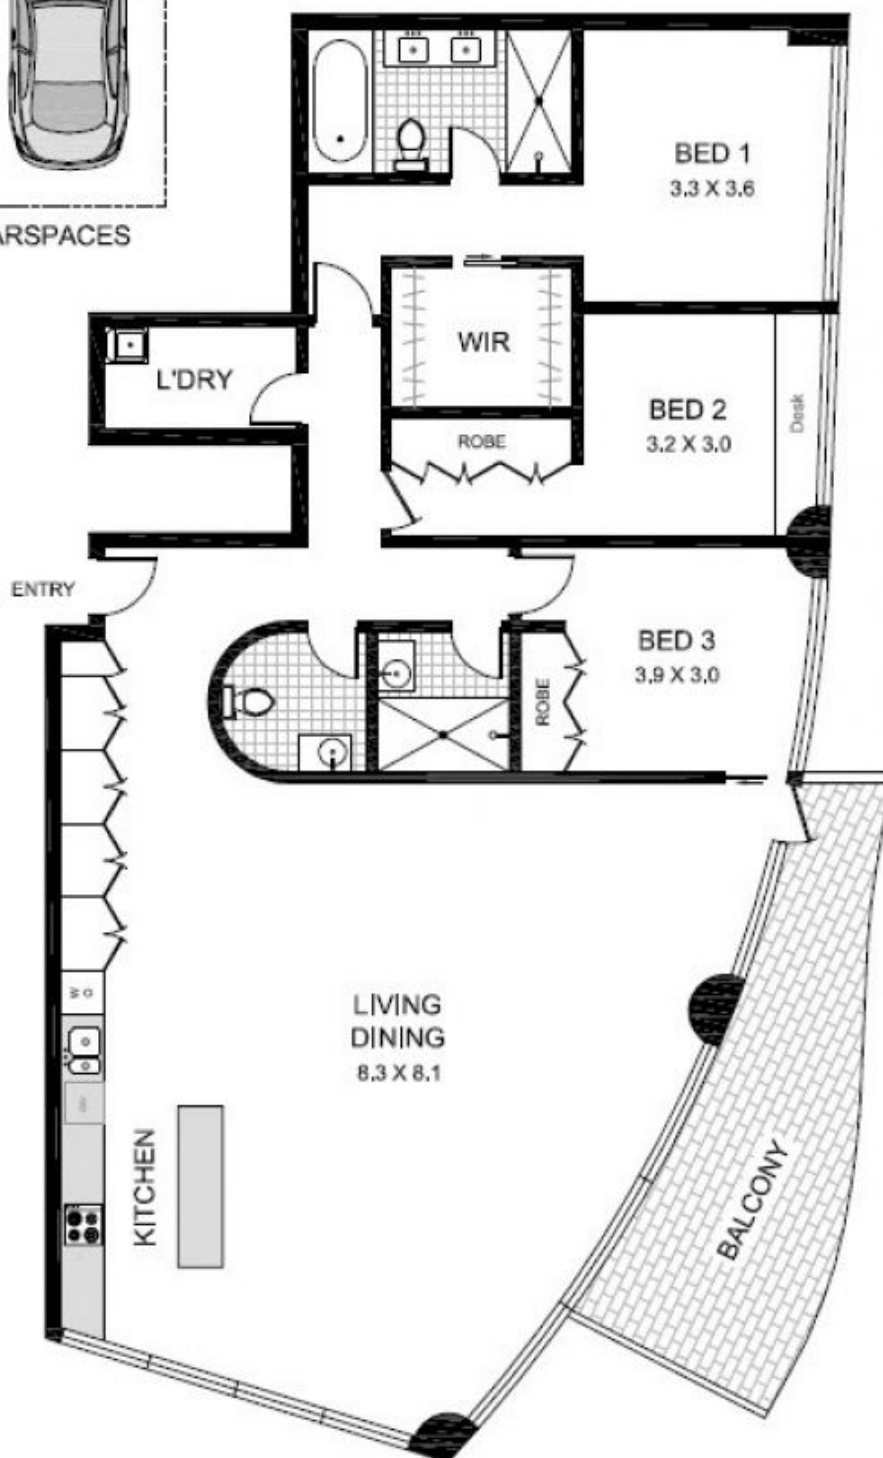 ARSPACES
BED 1
3.3 X 3.6
WIR
L'DRY
BED 2
3.2 X 3.0
Desk
ROBE
ENTRY
BED 3
3.9 X 3.0
ROBE
W O
LIVING
DINING
8.3 X 8.1
KITCHEN
BALCONY